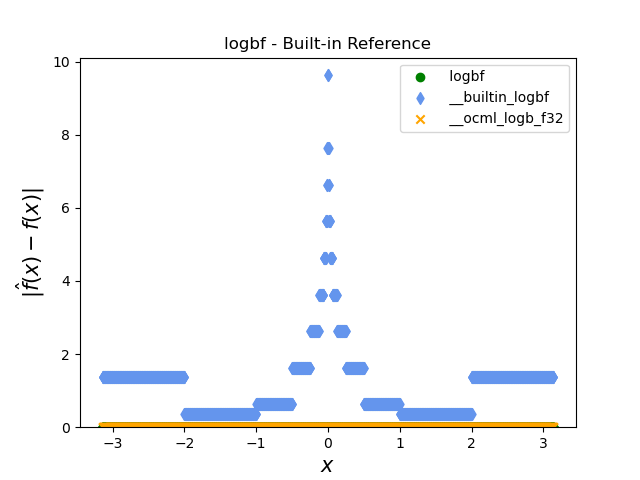 logbf - Built-in Reference
logbf
__builtin_logbf
__ocml_logb_f32
|f̂(x) − f(x)|
10
8
6
4
2
0
−3 −2 −1 0 1 2 3
x